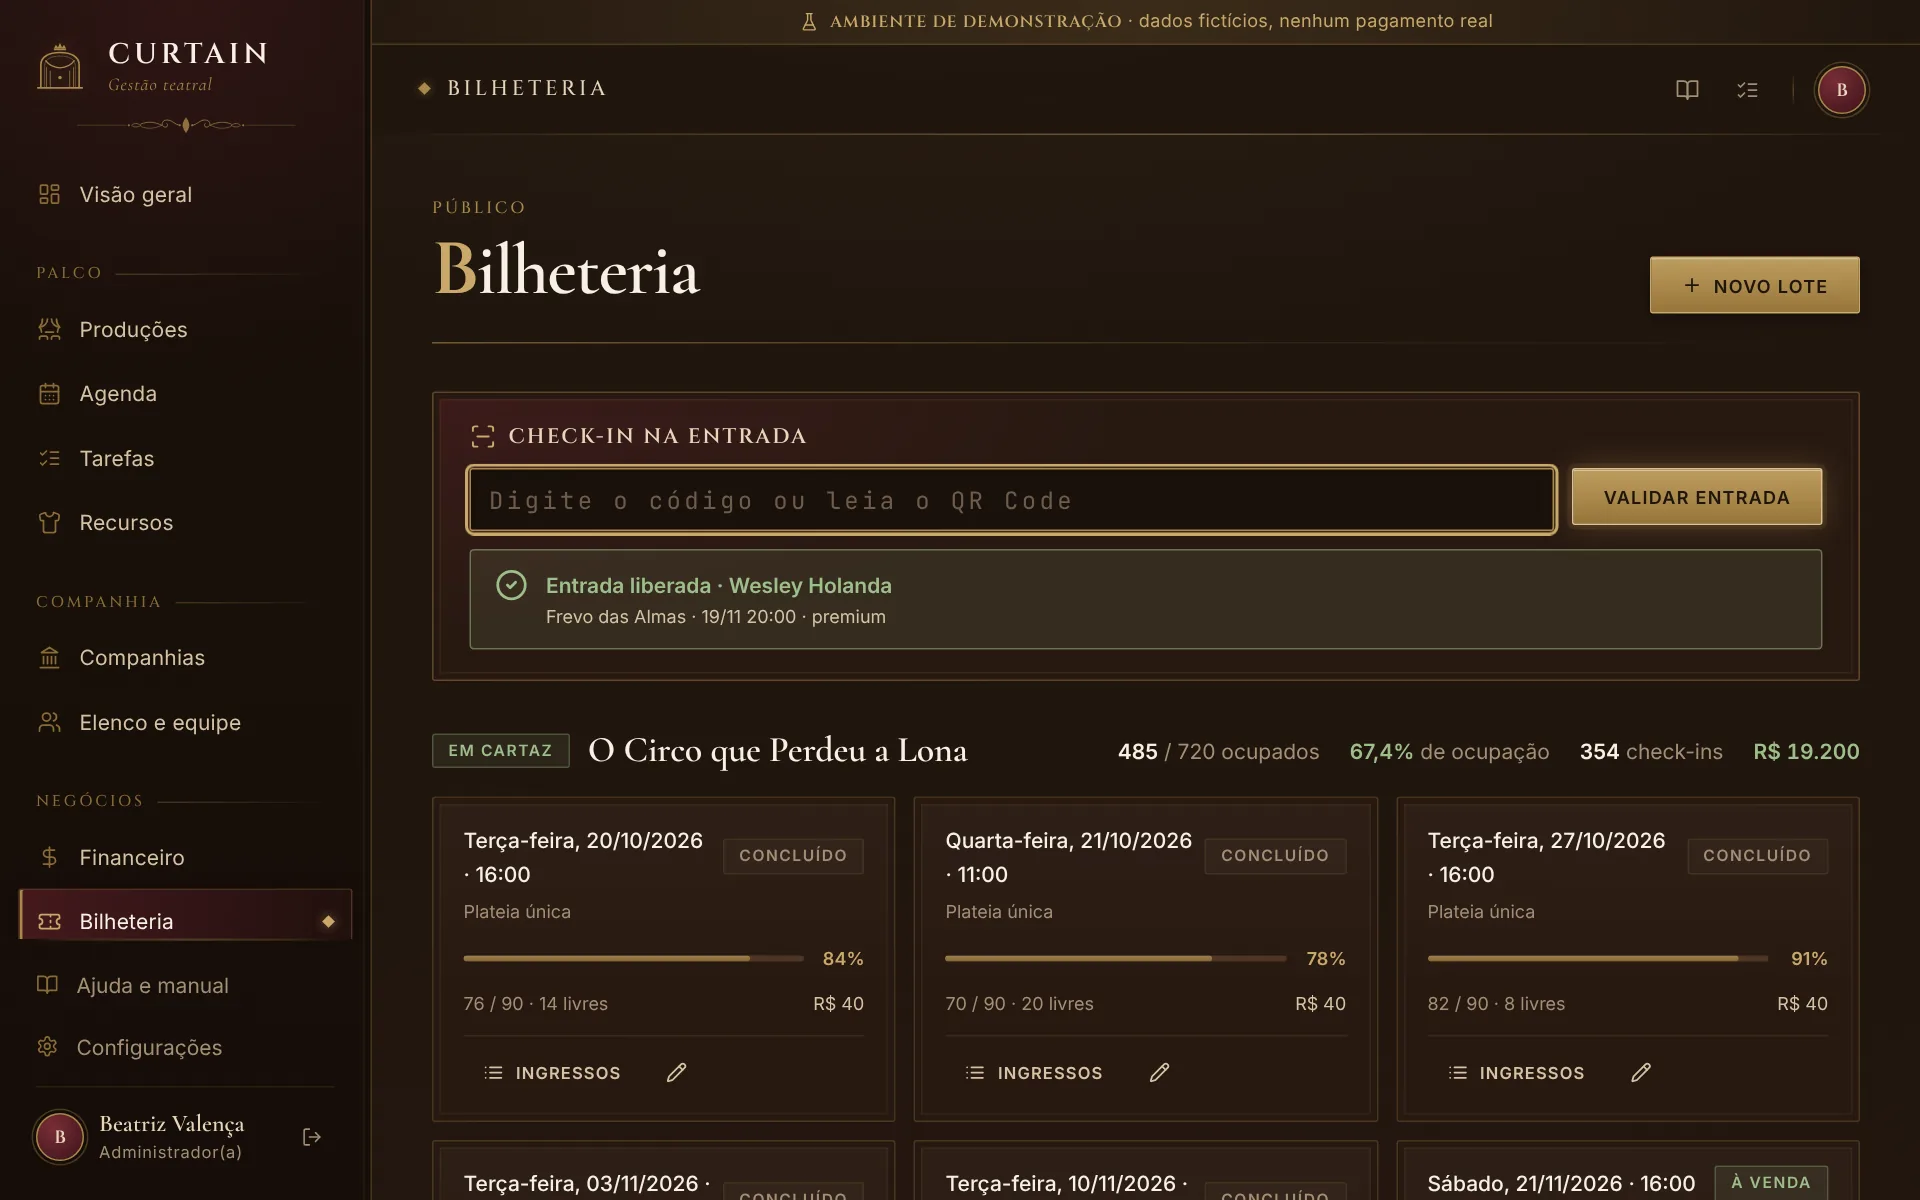 CURTAIN
Gestão teatral
Visão geral
PALCO
Produções
Agenda
Tarefas
Recursos
COMPANHIA
Companhias
Elenco e equipe
NEGÓCIOS
Financeiro
Bilheteria
Ajuda e manual
Configurações
B
Beatriz Valença
Administrador(a)
AMBIENTE DE DEMONSTRAÇÃO · dados fictícios, nenhum pagamento real
BILHETERIA
B
PÚBLICO
Bilheteria
+ NOVO LOTE
CHECK-IN NA ENTRADA
Digite o código ou leia o QR Code
VALIDAR ENTRADA
Entrada liberada · Wesley Holanda
Frevo das Almas · 19/11 20:00 · premium
EM CARTAZ O Circo que Perdeu a Lona 485 / 720 ocupados 67,4% de ocupação 354 check-ins R$ 19.200
Terça-feira, 20/10/2026
· 16:00
CONCLUÍDO
Plateia única
84%
76 / 90 · 14 livres R$ 40
INGRESSOS
Quarta-feira, 21/10/2026
· 11:00
CONCLUÍDO
Plateia única
78%
70 / 90 · 20 livres R$ 40
INGRESSOS
Terça-feira, 27/10/2026
· 16:00
CONCLUÍDO
Plateia única
91%
82 / 90 · 8 livres R$ 40
INGRESSOS
Terça-feira, 03/11/2026 ·
CONCLUÍDO
Terça-feira, 10/11/2026 ·
CONCLUÍDO
Sábado, 21/11/2026 · 16:00
À VENDA